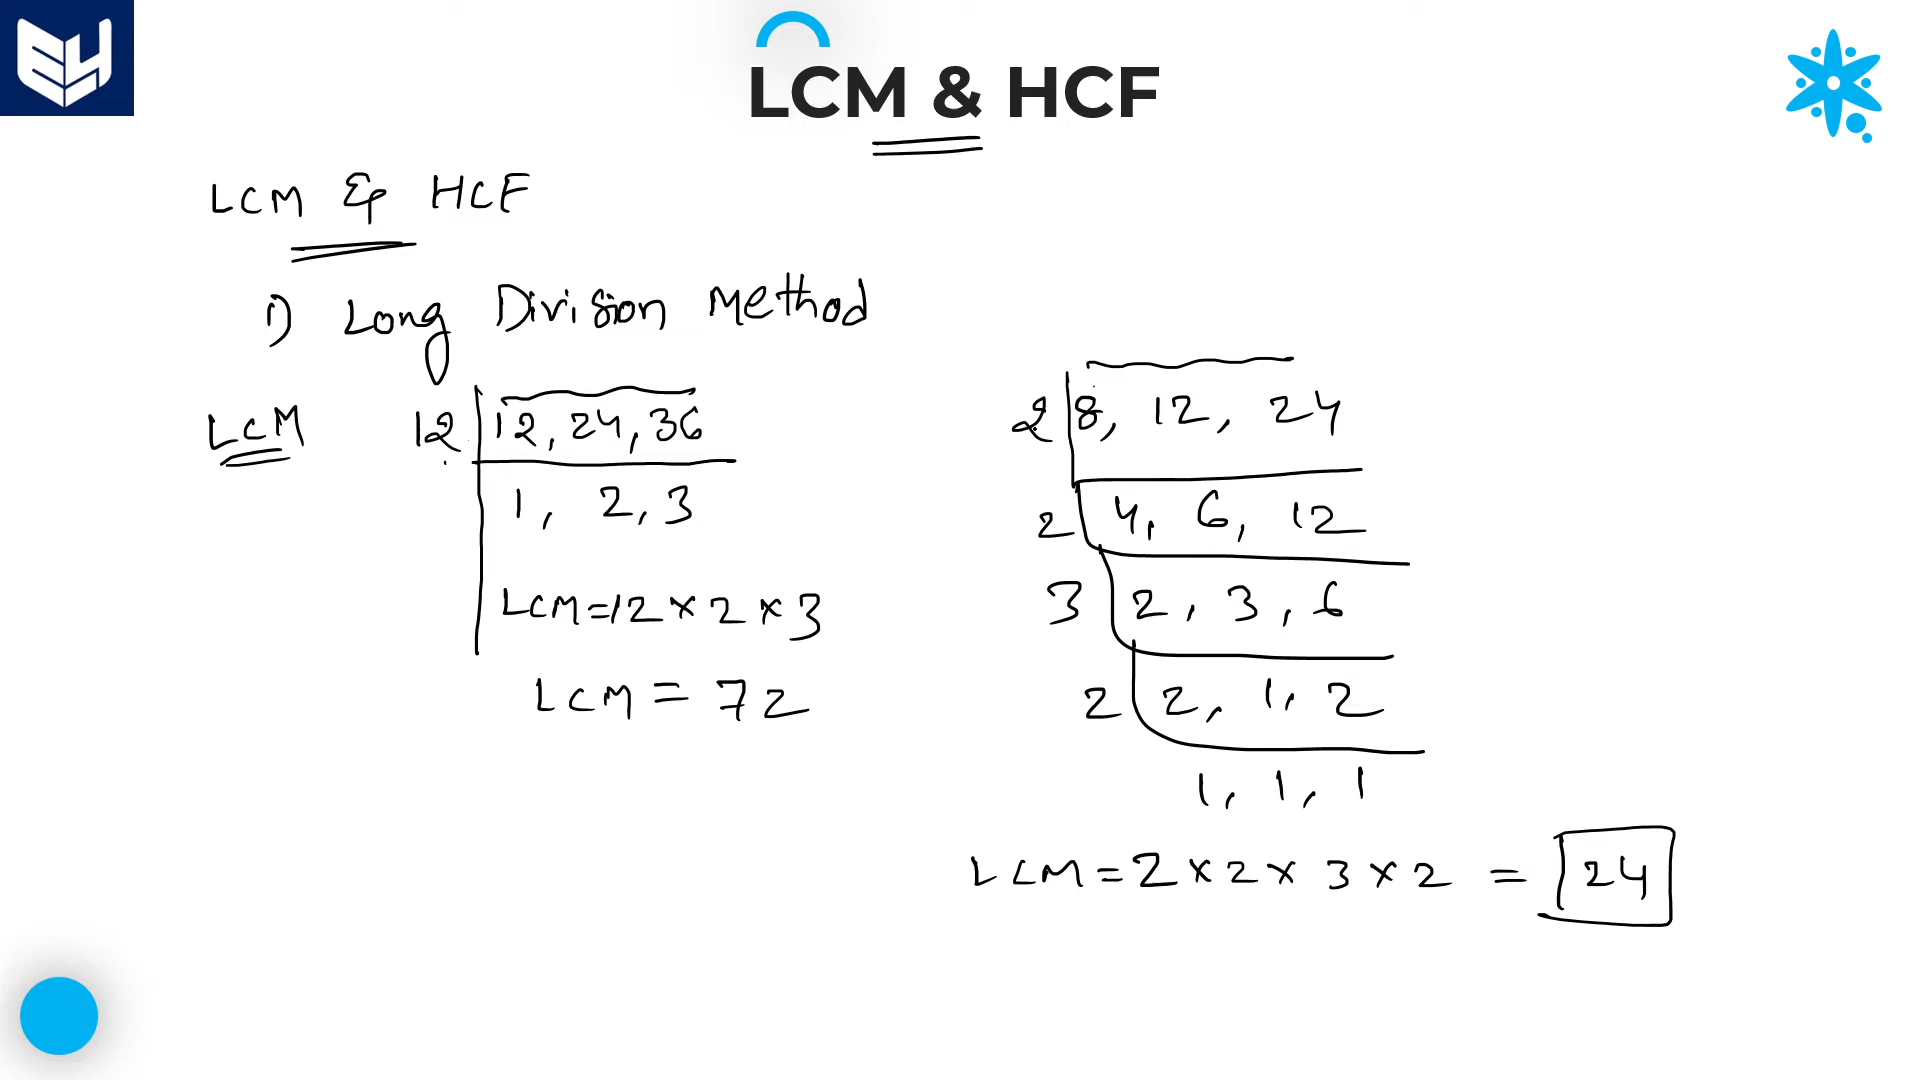 LCM & HCF
LCM & HCF
1) Long Division Method
LCM 12 12, 24, 36
1, 2, 3
LCM = 12 × 2 × 3
LCM = 72
2 8, 12, 24
2 4, 6, 12
3 2, 3, 6
2 2, 1, 2
1, 1, 1
LCM = 2 × 2 × 3 × 2 = 24